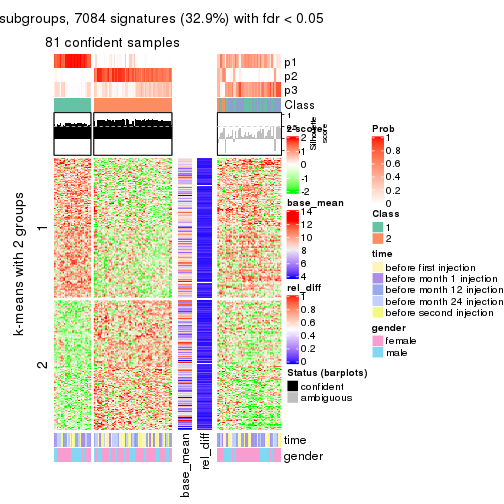 subgroups, 7084 signatures (32.9%) with fdr < 0.05
81 confident samples
p1
p2
p3
Class
1
Silhouette
score
z-score
2
1
0
-1
-2
base_mean
14
12
10
8
6
4
rel_diff
1
0.8
0.6
0.4
0.2
0
Status (barplots)
confident
ambiguous
Prob
1
0.8
0.6
0.4
0.2
0
Class
1
2
time
before first injection
before month 1 injection
before month 12 injection
before month 24 injection
before second injection
gender
female
male
k-means with 2 groups
1
2
time
gender
base_mean
rel_diff